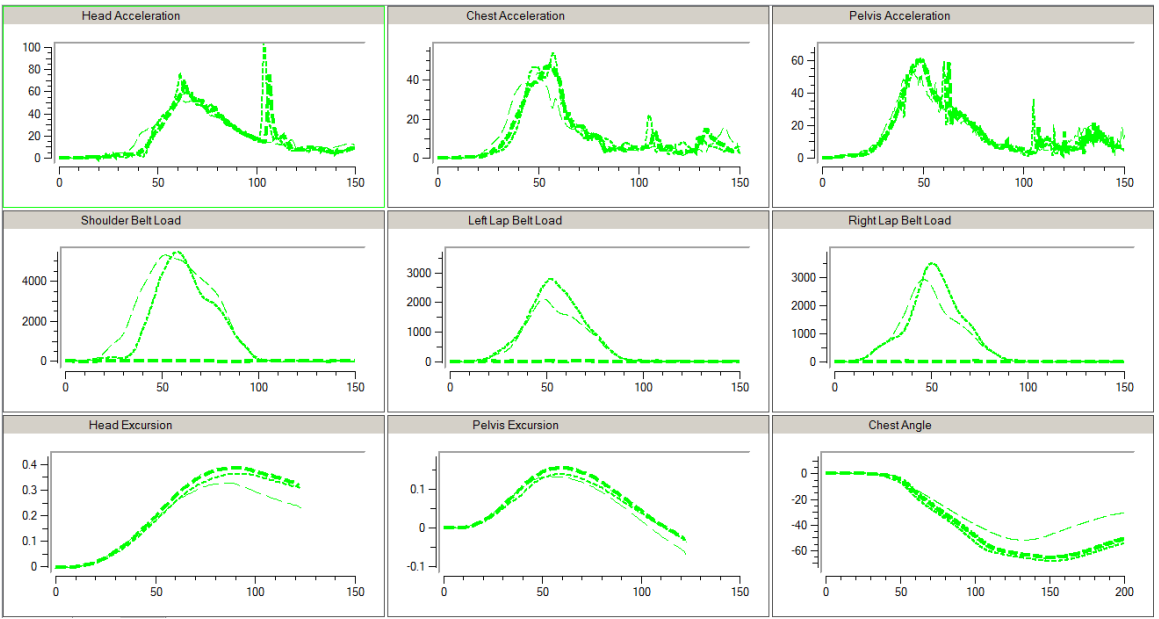 Head Acceleration
Chest Acceleration
Pelvis Acceleration
100
80
60
40
20
0
0 50 100 150
40
20
0
0 50 100 150
60
40
20
0
0 50 100 150
Shoulder Belt Load
Left Lap Belt Load
Right Lap Belt Load
4000
2000
0
0 50 100 150
3000
2000
1000
0
0 50 100 150
3000
2000
1000
0
0 50 100 150
Head Excursion
Pelvis Excursion
Chest Angle
0.4
0.3
0.2
0.1
0
0 50 100 150
0.1
0
-0.1
0 50 100 150
0
-20
-40
-60
0 50 100 150 200